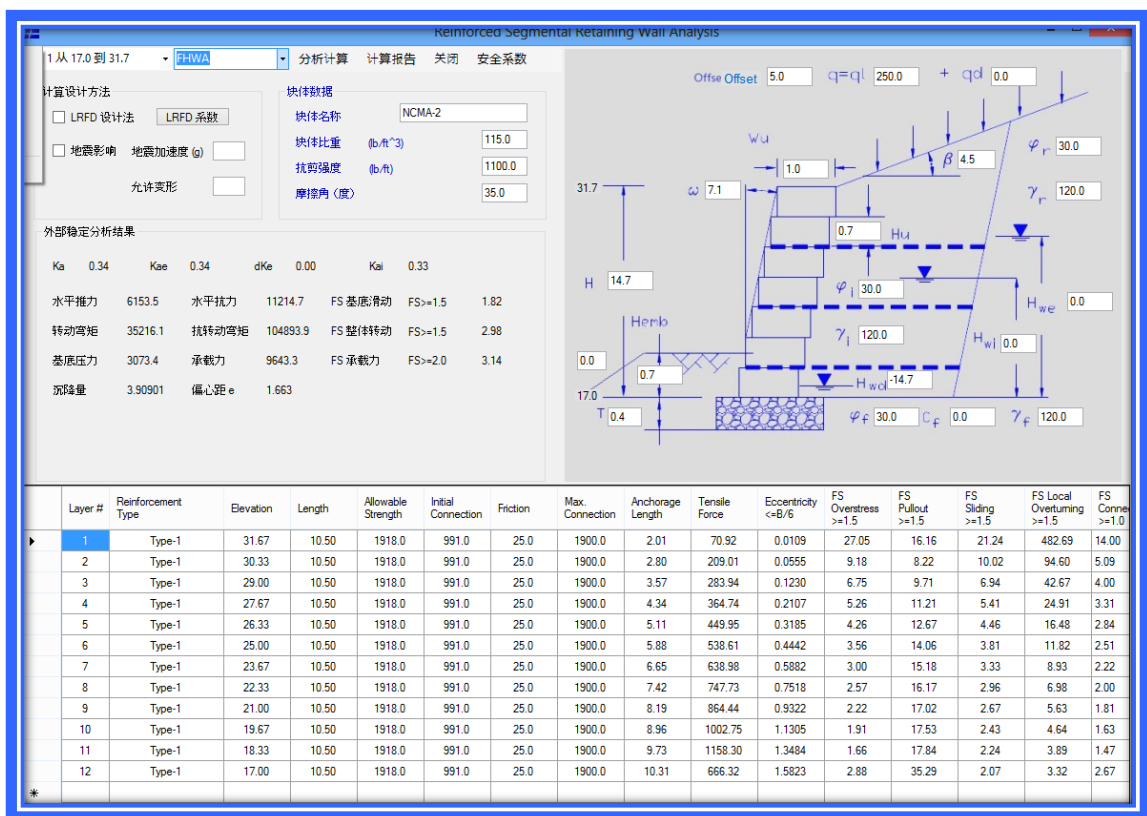 Reinforced Segmental Retaining Wall Analysis
1 从 17.0 到 31.7 FHWA 分析计算 计算报告 关闭 安全系数
计算设计方法
LRFD 设计法 LRFD 系数
地震影响 地震加速度 (g)
允许变形
块体数据
块体名称 NCMA-2
块体比重 (lb/ft^3) 115.0
抗剪强度 (lb/ft) 1100.0
摩擦角（度） 35.0
外部稳定分析结果
Ka 0.34 Kae 0.34 dKe 0.00 Kai 0.33
水平推力 6153.5 水平抗力 11214.7 FS 基底滑动 FS>=1.5 1.82
转动弯矩 35216.1 抗转动弯矩 104893.9 FS 整体转动 FS>=1.5 2.98
基底压力 3073.4 承载力 9643.3 FS 承载力 FS>=2.0 3.14
沉降量 3.90901 偏心距 e 1.663
Offse Offset 5.0 q=ql 250.0 + qd 0.0
Wu
1.0
β 4.5
φr 30.0
31.7
ω 7.1
γr 120.0
0.7 Hu
H 14.7
φi 30.0
Hwe 0.0
Hemb
γi 120.0
Hwi 0.0
0.0
0.7
Hwol -14.7
17.0
T 0.4
φf 30.0 Cf 0.0 γf 120.0
Layer # Reinforcement Type Elevation Length Allowable Strength Initial Connection Friction Max. Connection Anchorage Length Tensile Force Eccentricity <=B/6 FS Overstress >=1.5 FS Pullout >=1.5 FS Sliding >=1.5 FS Local Overturning >=1.5 FS Conne >=1.0
1 Type-1 31.67 10.50 1918.0 991.0 25.0 1900.0 2.01 70.92 0.0109 27.05 16.16 21.24 482.69 14.00
2 Type-1 30.33 10.50 1918.0 991.0 25.0 1900.0 2.80 209.01 0.0555 9.18 8.22 10.02 94.60 5.09
3 Type-1 29.00 10.50 1918.0 991.0 25.0 1900.0 3.57 283.94 0.1230 6.75 9.71 6.94 42.67 4.00
4 Type-1 27.67 10.50 1918.0 991.0 25.0 1900.0 4.34 364.74 0.2107 5.26 11.21 5.41 24.91 3.31
5 Type-1 26.33 10.50 1918.0 991.0 25.0 1900.0 5.11 449.95 0.3185 4.26 12.67 4.46 16.48 2.84
6 Type-1 25.00 10.50 1918.0 991.0 25.0 1900.0 5.88 538.61 0.4442 3.56 14.06 3.81 11.82 2.51
7 Type-1 23.67 10.50 1918.0 991.0 25.0 1900.0 6.65 638.98 0.5882 3.00 15.18 3.33 8.93 2.22
8 Type-1 22.33 10.50 1918.0 991.0 25.0 1900.0 7.42 747.73 0.7518 2.57 16.17 2.96 6.98 2.00
9 Type-1 21.00 10.50 1918.0 991.0 25.0 1900.0 8.19 864.44 0.9322 2.22 17.02 2.67 5.63 1.81
10 Type-1 19.67 10.50 1918.0 991.0 25.0 1900.0 8.96 1002.75 1.1305 1.91 17.53 2.43 4.64 1.63
11 Type-1 18.33 10.50 1918.0 991.0 25.0 1900.0 9.73 1158.30 1.3484 1.66 17.84 2.24 3.89 1.47
12 Type-1 17.00 10.50 1918.0 991.0 25.0 1900.0 10.31 666.32 1.5823 2.88 35.29 2.07 3.32 2.67